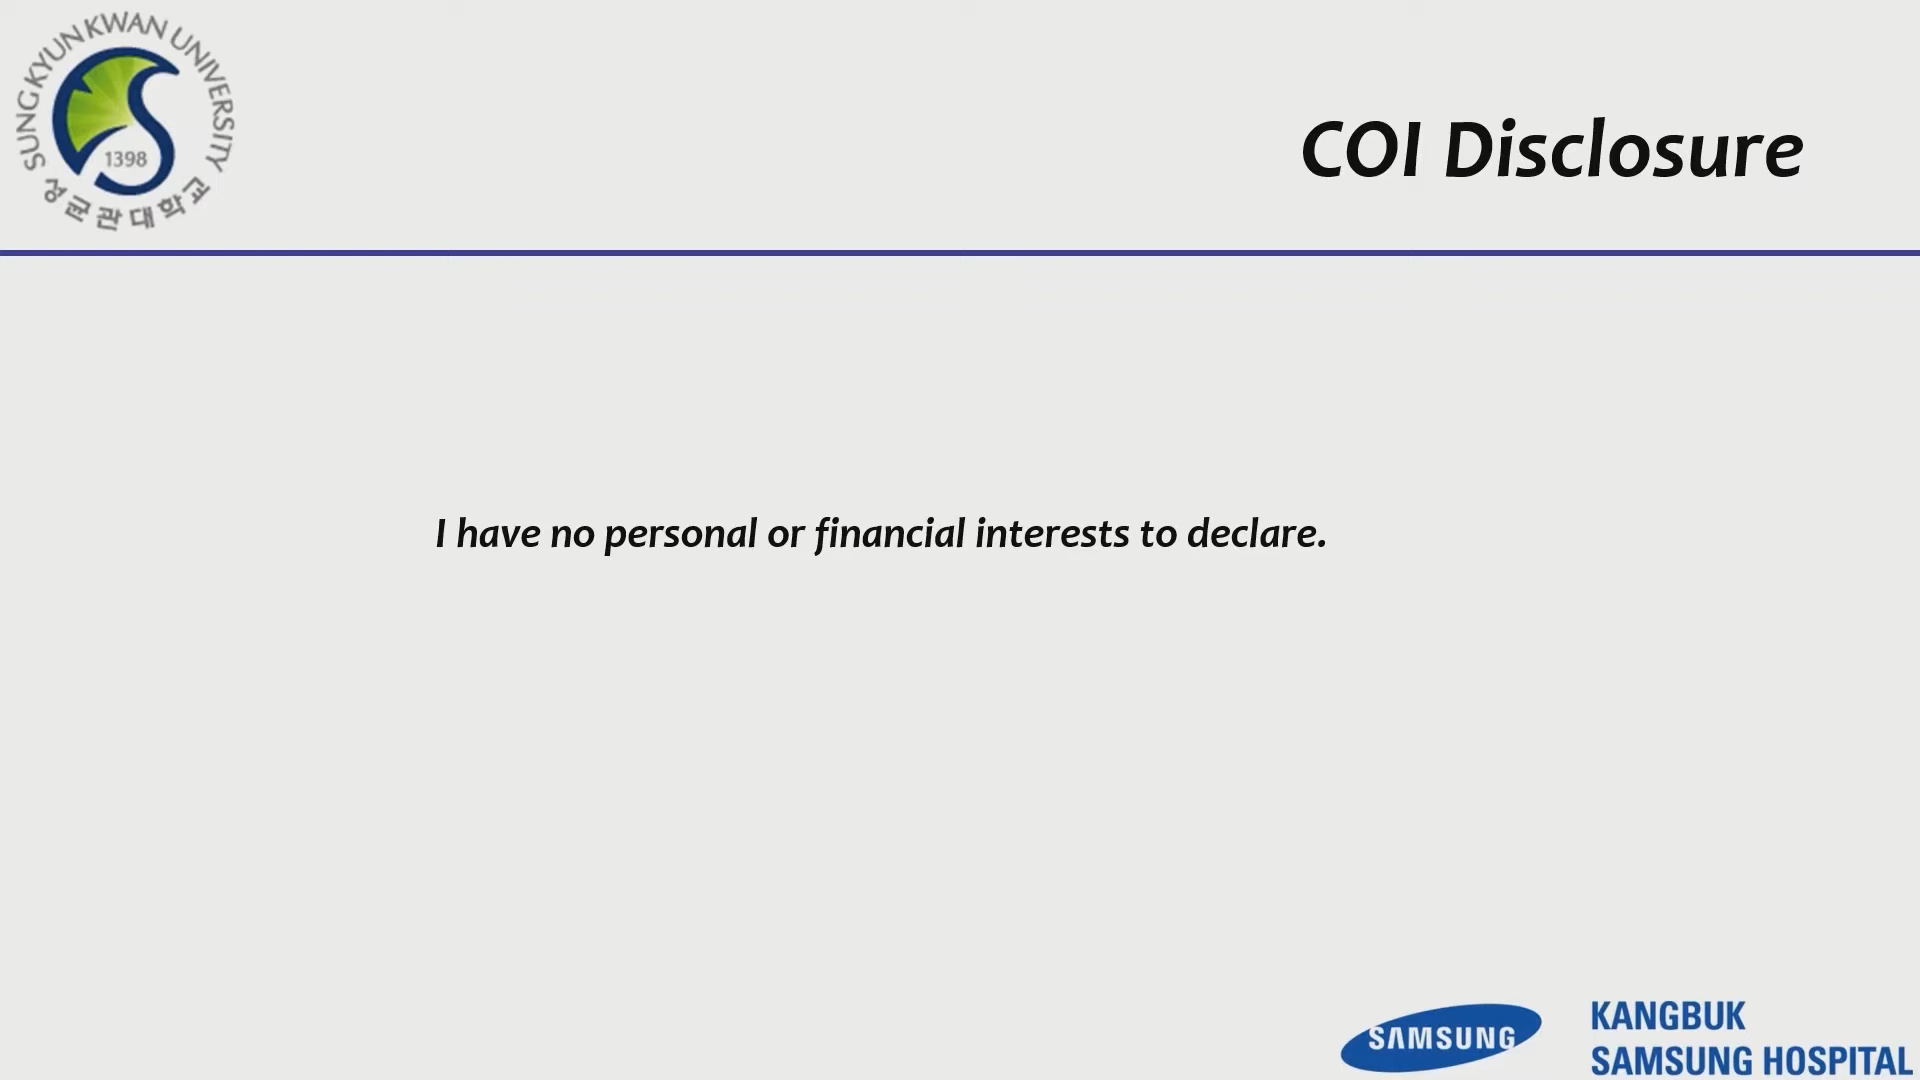 SUNGKYUNKWAN UNIVERSITY
1398
성균관대학교
COI Disclosure
I have no personal or financial interests to declare.
SAMSUNG
KANGBUK
SAMSUNG HOSPITAL